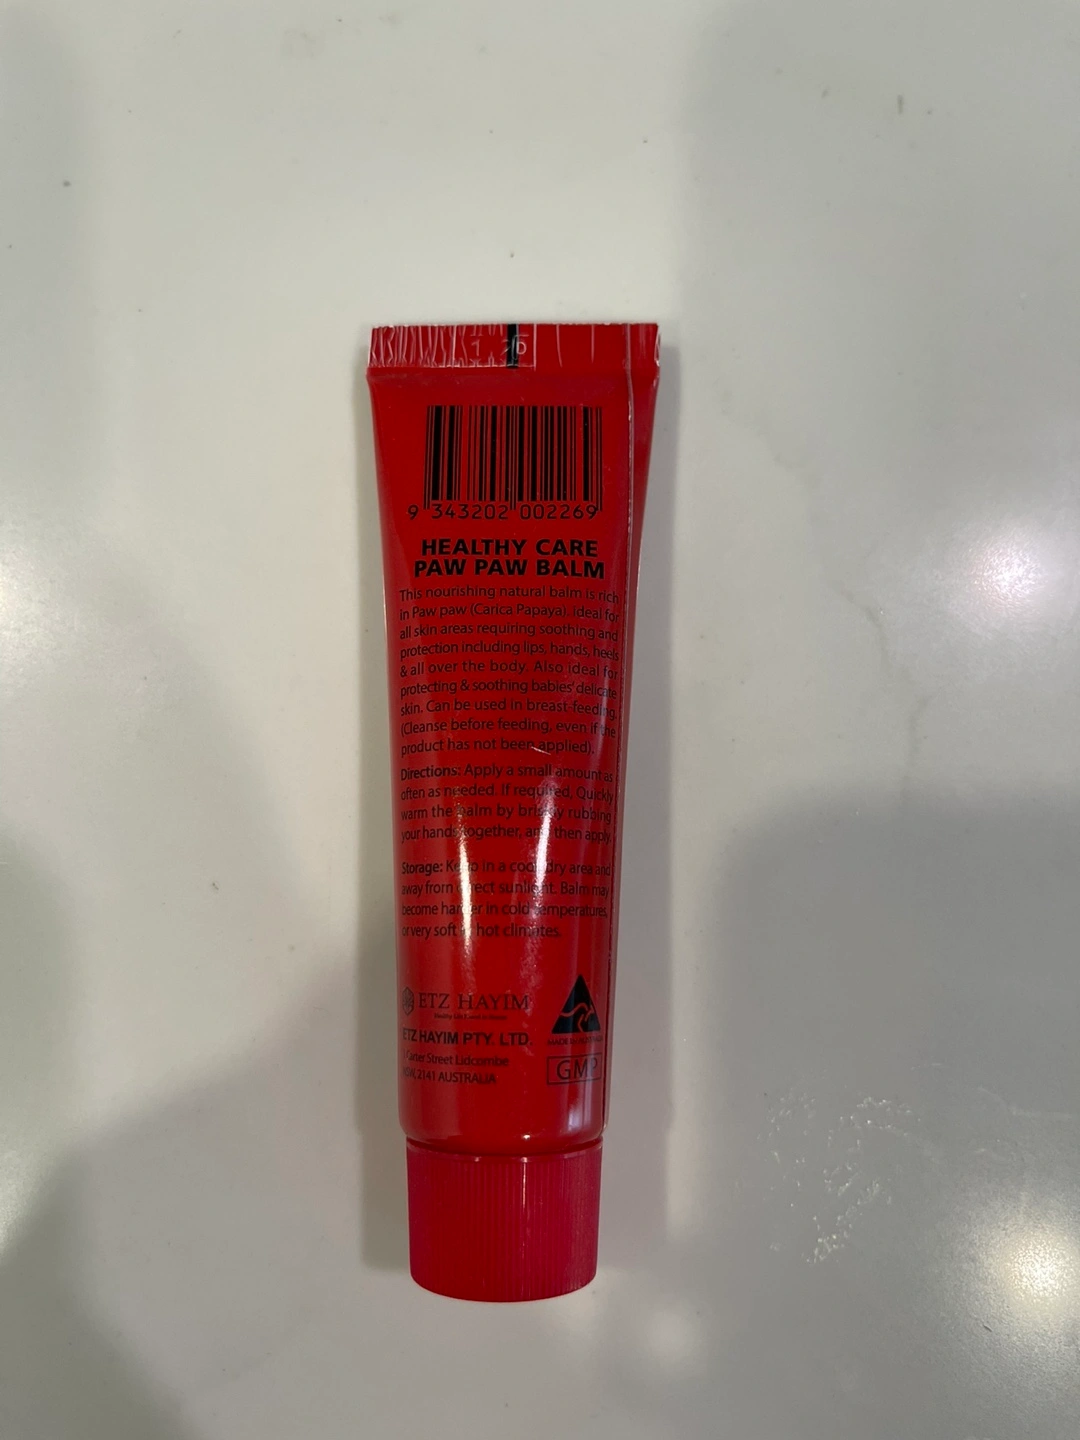 9 343202 002269
HEALTHY CARE
PAW PAW BALM
This nourishing natural balm is rich
in Paw paw (Carica Papaya). Ideal for
all skin areas requiring soothing and
protection including lips, hands, heels
& all over the body. Also ideal for
protecting & soothing babies' delicate
skin. Can be used in breast-feeding.
(Cleanse before feeding, even if the
product has not been applied).
Directions: Apply a small amount as
often as needed. If required, Quickly
warm the balm by briskly rubbing
your hands together, and then apply.
Storage: Keep in a cool dry area and
away from direct sunlight. Balm may
become harder in cold temperatures,
or very soft in hot climates.
ETZ HAYIM
ETZ HAYIM PTY. LTD.
Carter Street Lidcombe
NSW, 2141 AUSTRALIA
GMP